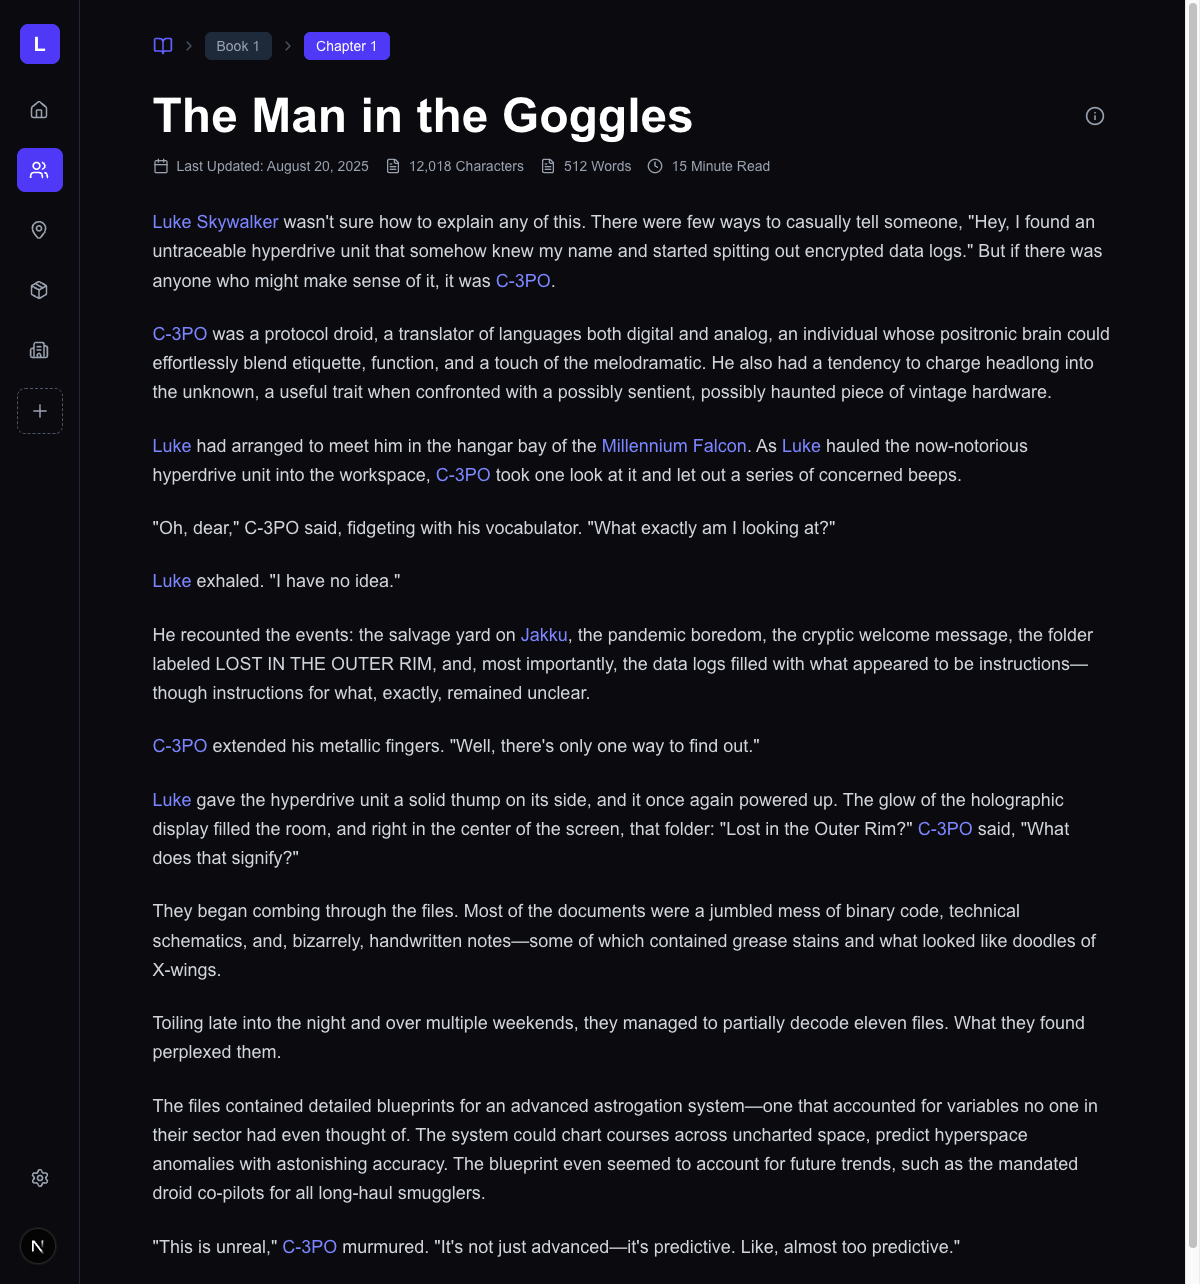 L
Book 1
Chapter 1
The Man in the Goggles
Last Updated: August 20, 2025
12,018 Characters
512 Words
15 Minute Read
Luke Skywalker wasn't sure how to explain any of this. There were few ways to casually tell someone, "Hey, I found an
untraceable hyperdrive unit that somehow knew my name and started spitting out encrypted data logs." But if there was
anyone who might make sense of it, it was C-3PO.
C-3PO was a protocol droid, a translator of languages both digital and analog, an individual whose positronic brain could
effortlessly blend etiquette, function, and a touch of the melodramatic. He also had a tendency to charge headlong into
the unknown, a useful trait when confronted with a possibly sentient, possibly haunted piece of vintage hardware.
Luke had arranged to meet him in the hangar bay of the Millennium Falcon. As Luke hauled the now-notorious
hyperdrive unit into the workspace, C-3PO took one look at it and let out a series of concerned beeps.
"Oh, dear," C-3PO said, fidgeting with his vocabulator. "What exactly am I looking at?"
Luke exhaled. "I have no idea."
He recounted the events: the salvage yard on Jakku, the pandemic boredom, the cryptic welcome message, the folder
labeled LOST IN THE OUTER RIM, and, most importantly, the data logs filled with what appeared to be instructions—
though instructions for what, exactly, remained unclear.
C-3PO extended his metallic fingers. "Well, there's only one way to find out."
Luke gave the hyperdrive unit a solid thump on its side, and it once again powered up. The glow of the holographic
display filled the room, and right in the center of the screen, that folder: "Lost in the Outer Rim?" C-3PO said, "What
does that signify?"
They began combing through the files. Most of the documents were a jumbled mess of binary code, technical
schematics, and, bizarrely, handwritten notes—some of which contained grease stains and what looked like doodles of
X-wings.
Toiling late into the night and over multiple weekends, they managed to partially decode eleven files. What they found
perplexed them.
The files contained detailed blueprints for an advanced astrogation system—one that accounted for variables no one in
their sector had even thought of. The system could chart courses across uncharted space, predict hyperspace
anomalies with astonishing accuracy. The blueprint even seemed to account for future trends, such as the mandated
droid co-pilots for all long-haul smugglers.
"This is unreal," C-3PO murmured. "It's not just advanced—it's predictive. Like, almost too predictive."
N